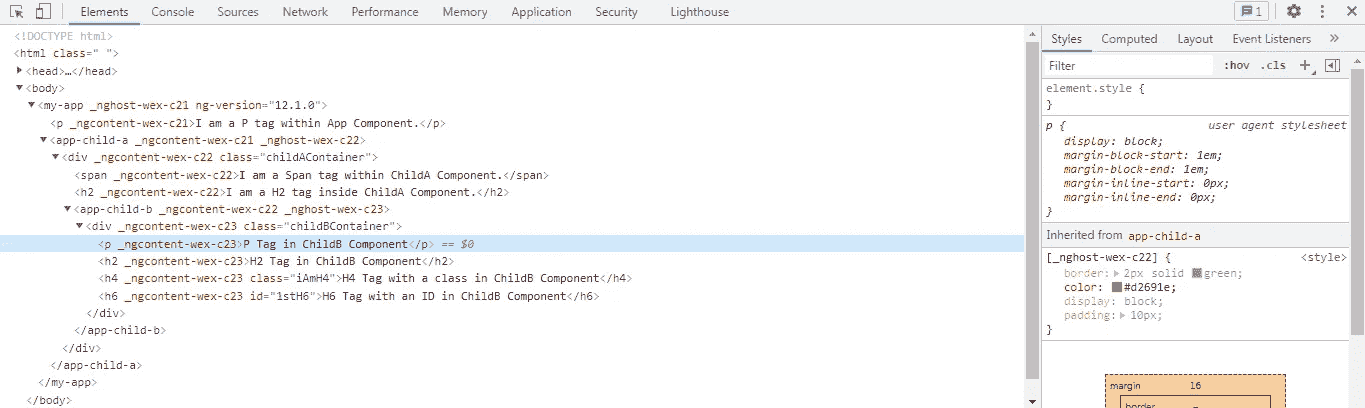 Elements Console Sources Network Performance Memory Application Security Lighthouse 1
<!DOCTYPE html>
<html class=" ">
<head>…</head>
<body>
<my-app _nghost-wex-c21 ng-version="12.1.0">
<p _ngcontent-wex-c21>I am a P tag within App Component.</p>
<app-child-a _ngcontent-wex-c21 _nghost-wex-c22>
<div _ngcontent-wex-c22 class="childAContainer">
<span _ngcontent-wex-c22>I am a Span tag within ChildA Component.</span>
<h2 _ngcontent-wex-c22>I am a H2 tag inside ChildA Component.</h2>
<app-child-b _ngcontent-wex-c22 _nghost-wex-c23>
<div _ngcontent-wex-c23 class="childBContainer">
<p _ngcontent-wex-c23>P Tag in ChildB Component</p> == $0
<h2 _ngcontent-wex-c23>H2 Tag in ChildB Component</h2>
<h4 _ngcontent-wex-c23 class="iAmH4">H4 Tag with a class in ChildB Component</h4>
<h6 _ngcontent-wex-c23 id="1stH6">H6 Tag with an ID in ChildB Component</h6>
</div>
</app-child-b>
</div>
</app-child-a>
</my-app>
</body>
Styles Computed Layout Event Listeners »
Filter :hov .cls +
element.style {
}
p { user agent stylesheet
display: block;
margin-block-start: 1em;
margin-block-end: 1em;
margin-inline-start: 0px;
margin-inline-end: 0px;
}
Inherited from app-child-a
[_nghost-wex-c22] { <style>
border: 2px solid green;
color: #d2691e;
display: block;
padding: 10px;
}
margin 16
border